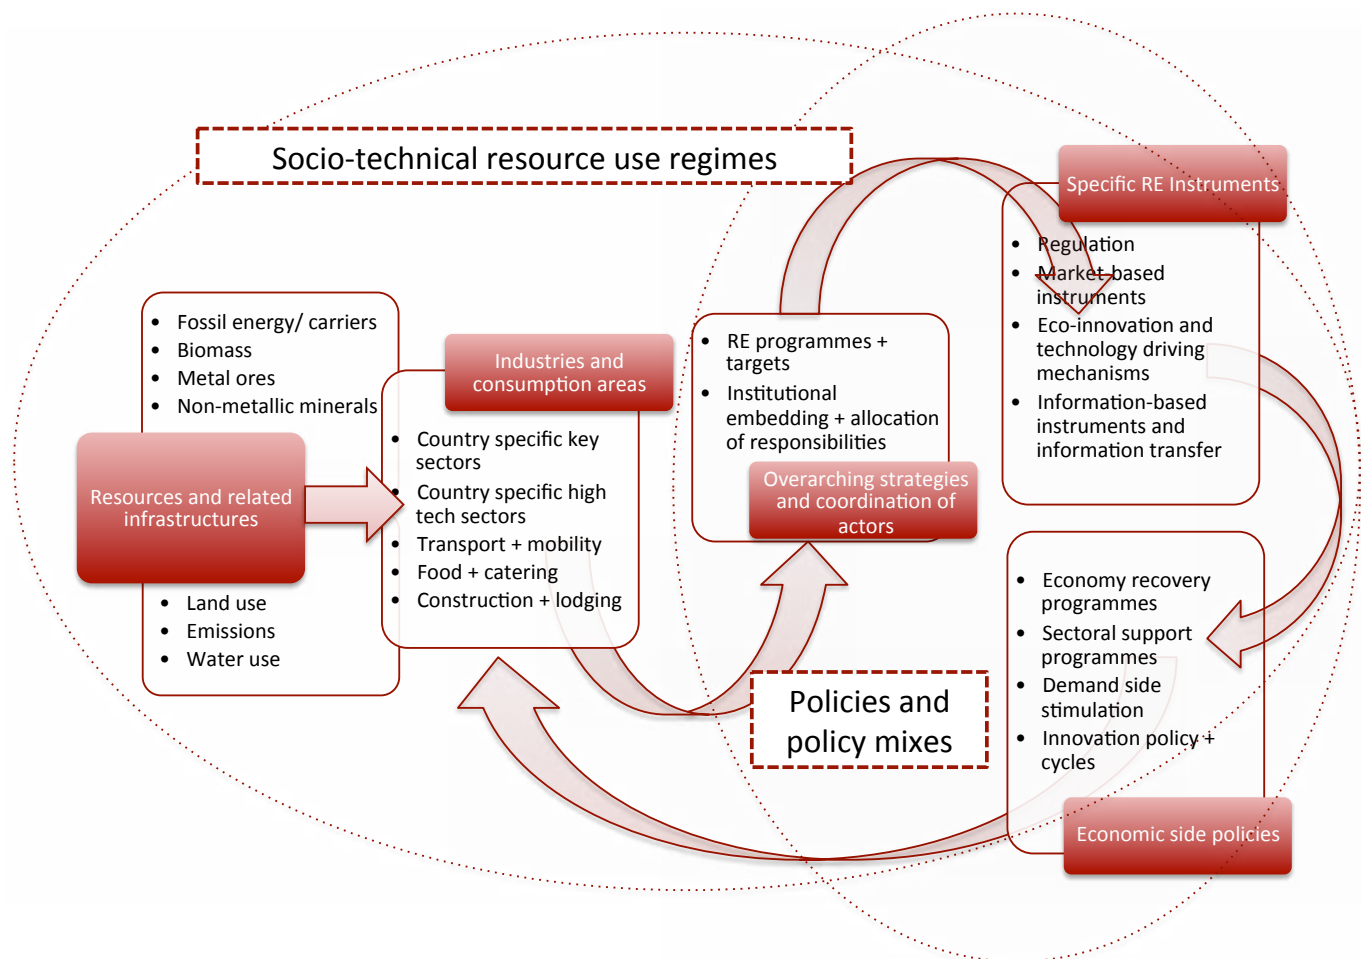 Socio-technical resource use regimes
• Fossil energy/ carriers
• Biomass
• Metal ores
• Non-metallic minerals
Resources and related
infrastructures
• Land use
• Emissions
• Water use
Industries and
consumption areas
• Country specific key
sectors
• Country specific high
tech sectors
• Transport + mobility
• Food + catering
• Construction + lodging
• RE programmes +
targets
• Institutional
embedding + allocation
of responsibilities
Overarching strategies
and coordination of
actors
Policies and
policy mixes
Specific RE Instruments
• Regulation
• Market-based
instruments
• Eco-innovation and
technology driving
mechanisms
• Information-based
instruments and
information transfer
• Economy recovery
programmes
• Sectoral support
programmes
• Demand side
stimulation
• Innovation policy +
cycles
Economic side policies